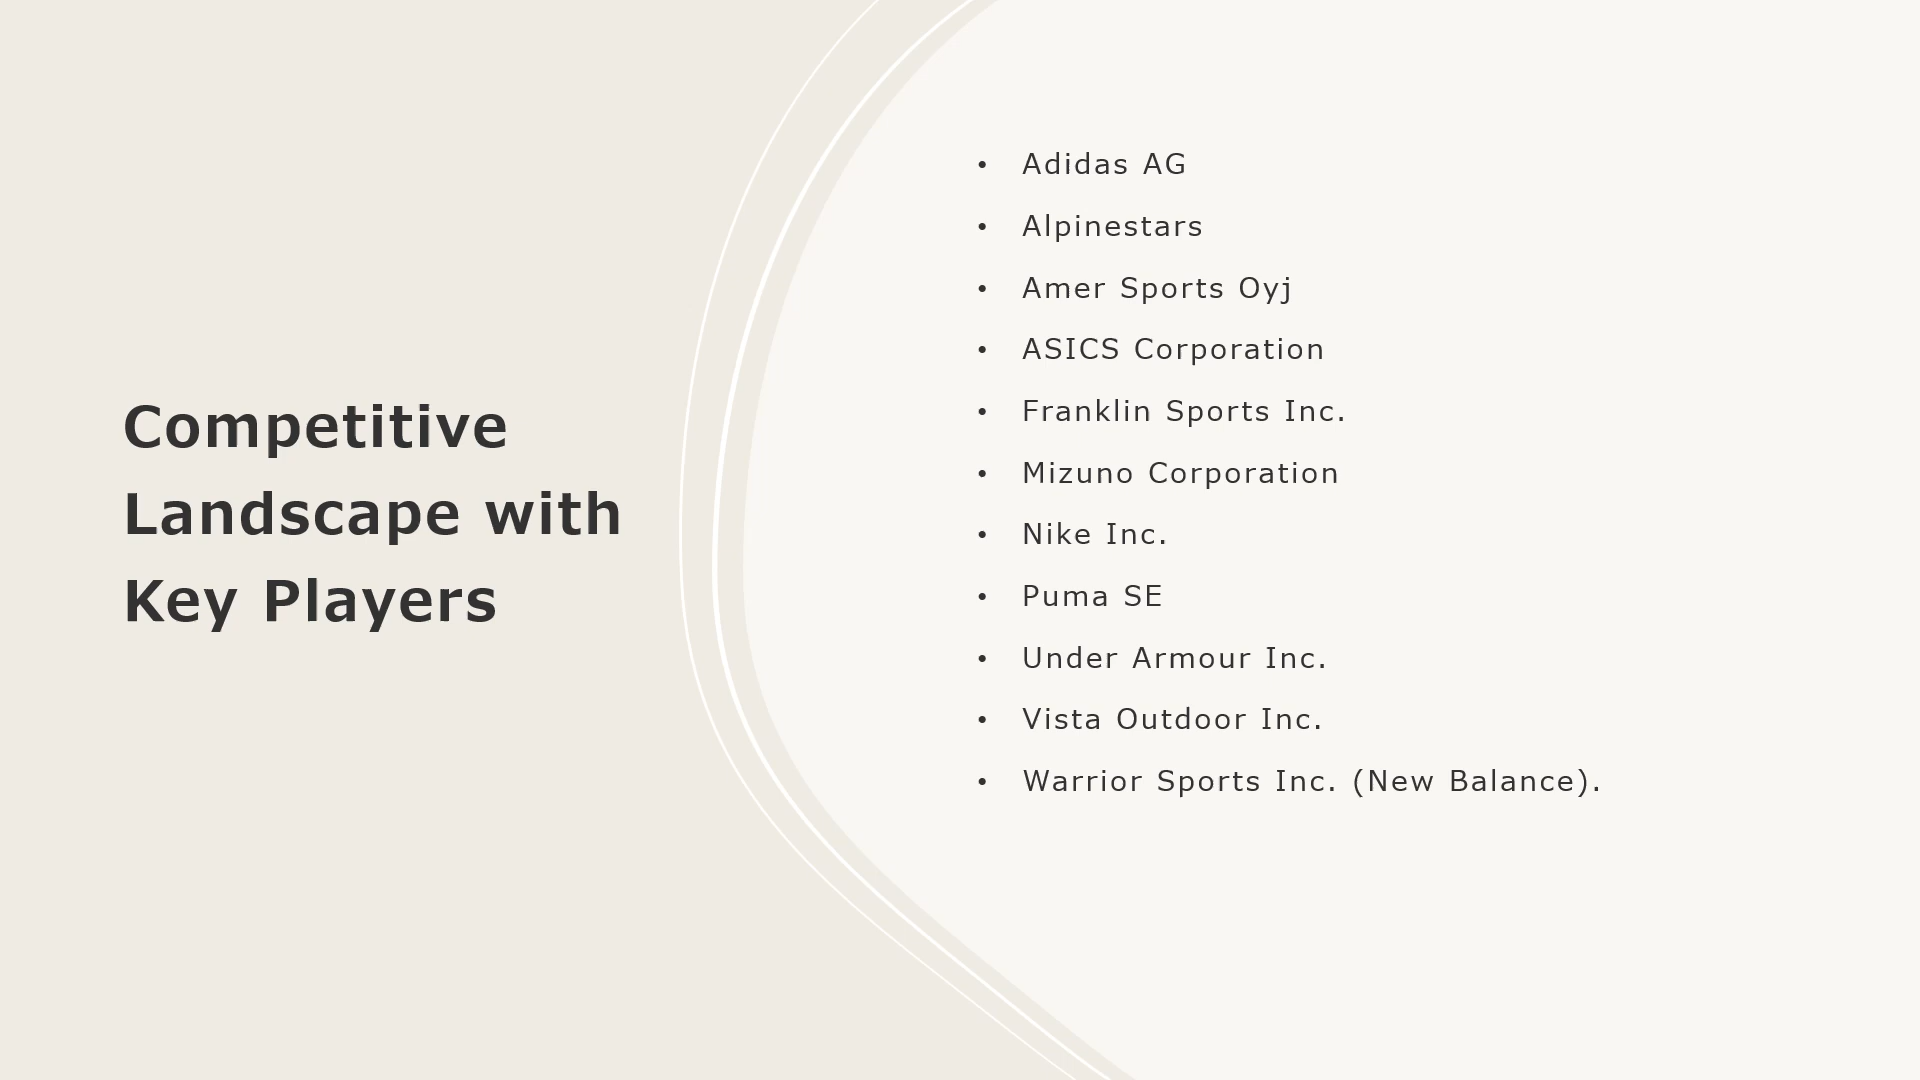 Competitive
Landscape with
Key Players
• Adidas AG
• Alpinestars
• Amer Sports Oyj
• ASICS Corporation
• Franklin Sports Inc.
• Mizuno Corporation
• Nike Inc.
• Puma SE
• Under Armour Inc.
• Vista Outdoor Inc.
• Warrior Sports Inc. (New Balance).